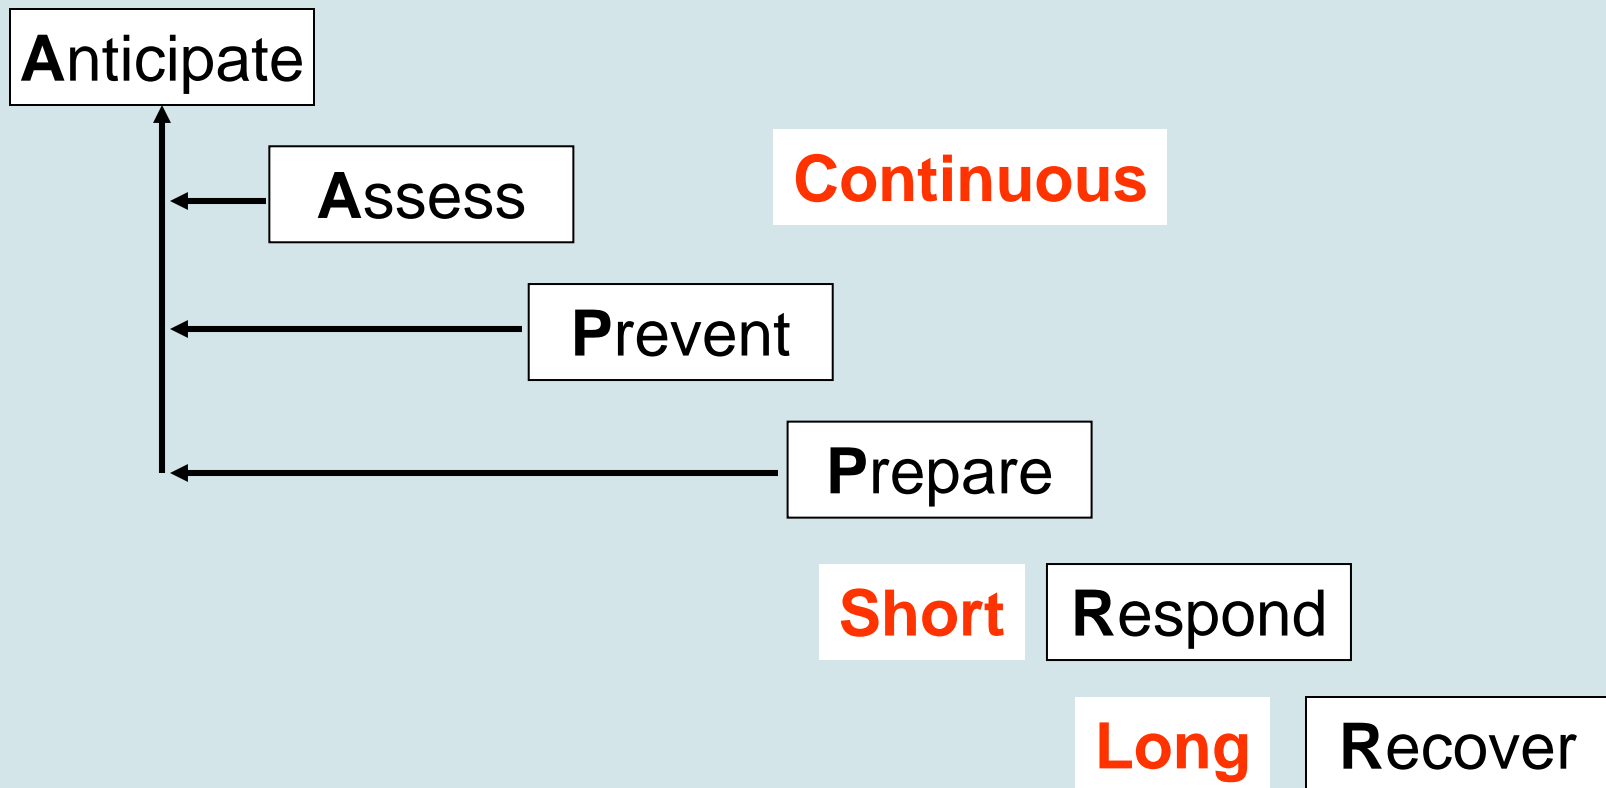 Anticipate
Assess
Continuous
Prevent
Prepare
Short
Respond
Long
Recover